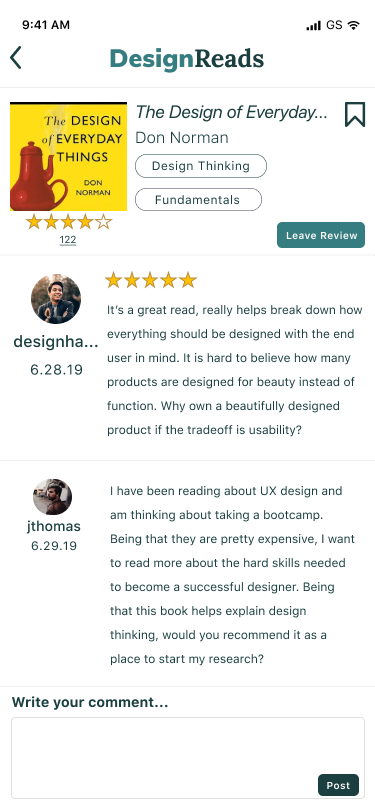 9:41 AM
GS
DesignReads
The DESIGN
of EVERYDAY
THINGS
DON
NORMAN
The Design of Everyday...
Don Norman
Design Thinking
Fundamentals
122
Leave Review
designha...
6.28.19
It's a great read, really helps break down how
everything should be designed with the end
user in mind. It is hard to believe how many
products are designed for beauty instead of
function. Why own a beautifully designed
product if the tradeoff is usability?
jthomas
6.29.19
I have been reading about UX design and
am thinking about taking a bootcamp.
Being that they are pretty expensive, I want
to read more about the hard skills needed
to become a successful designer. Being
that this book helps explain design
thinking, would you recommend it as a
place to start my research?
Write your comment...
Post